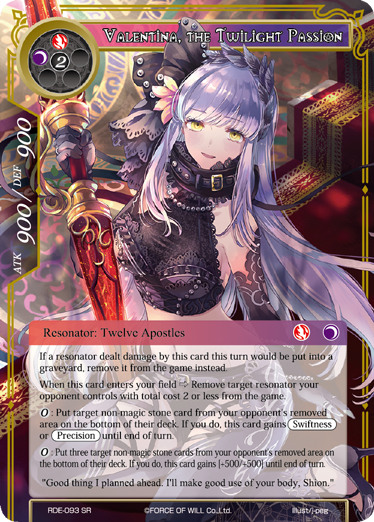 Valentina, the Twilight Passion
2
ATK 900 DEF 900
Resonator: Twelve Apostles
If a resonator dealt damage by this card this turn would be put into a
graveyard, remove it from the game instead.
When this card enters your field ⇨ Remove target resonator your
opponent controls with total cost 2 or less from the game.
0 : Put target non-magic stone card from your opponent's removed
area on the bottom of their deck. If you do, this card gains Swiftness
or Precision until end of turn.
0 : Put three target non-magic stone cards from your opponent's removed area on
the bottom of their deck. If you do, this card gains [+500/+500] until end of turn.
"Good thing I planned ahead. I'll make good use of your body, Shion."
RDE-093 SR ©FORCE OF WILL Co.,Ltd. Illust/j-peg